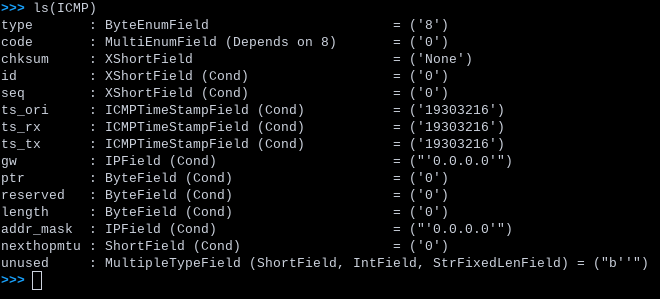 >>> ls(ICMP)
type       : ByteEnumField                       = ('8')
code       : MultiEnumField (Depends on 8)       = ('0')
chksum     : XShortField                         = ('None')
id         : XShortField (Cond)                  = ('0')
seq        : XShortField (Cond)                  = ('0')
ts_ori     : ICMPTimeStampField (Cond)           = ('19303216')
ts_rx      : ICMPTimeStampField (Cond)           = ('19303216')
ts_tx      : ICMPTimeStampField (Cond)           = ('19303216')
gw         : IPField (Cond)                      = ("'0.0.0.0'")
ptr        : ByteField (Cond)                    = ('0')
reserved   : ByteField (Cond)                    = ('0')
length     : ByteField (Cond)                    = ('0')
addr_mask  : IPField (Cond)                      = ("'0.0.0.0'")
nexthopmtu : ShortField (Cond)                   = ('0')
unused     : MultipleTypeField (ShortField, IntField, StrFixedLenField) = ("b''")
>>>